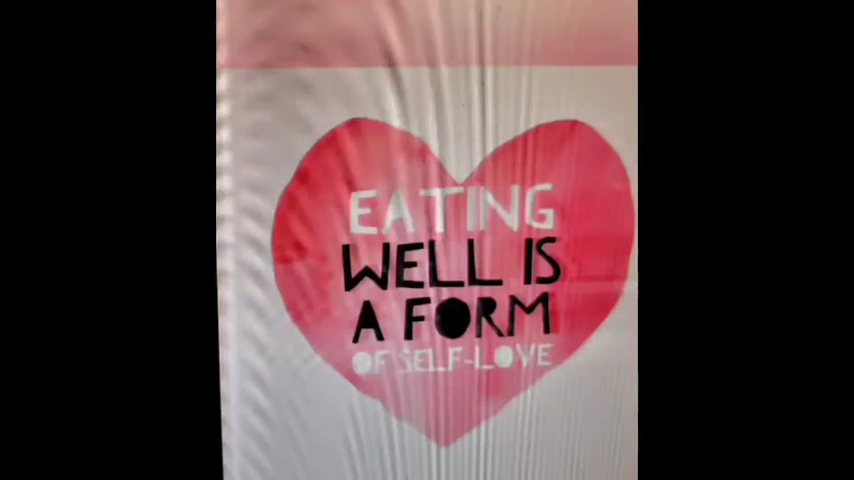 EATING
WELL IS
A FORM
OF SELF-LOVE